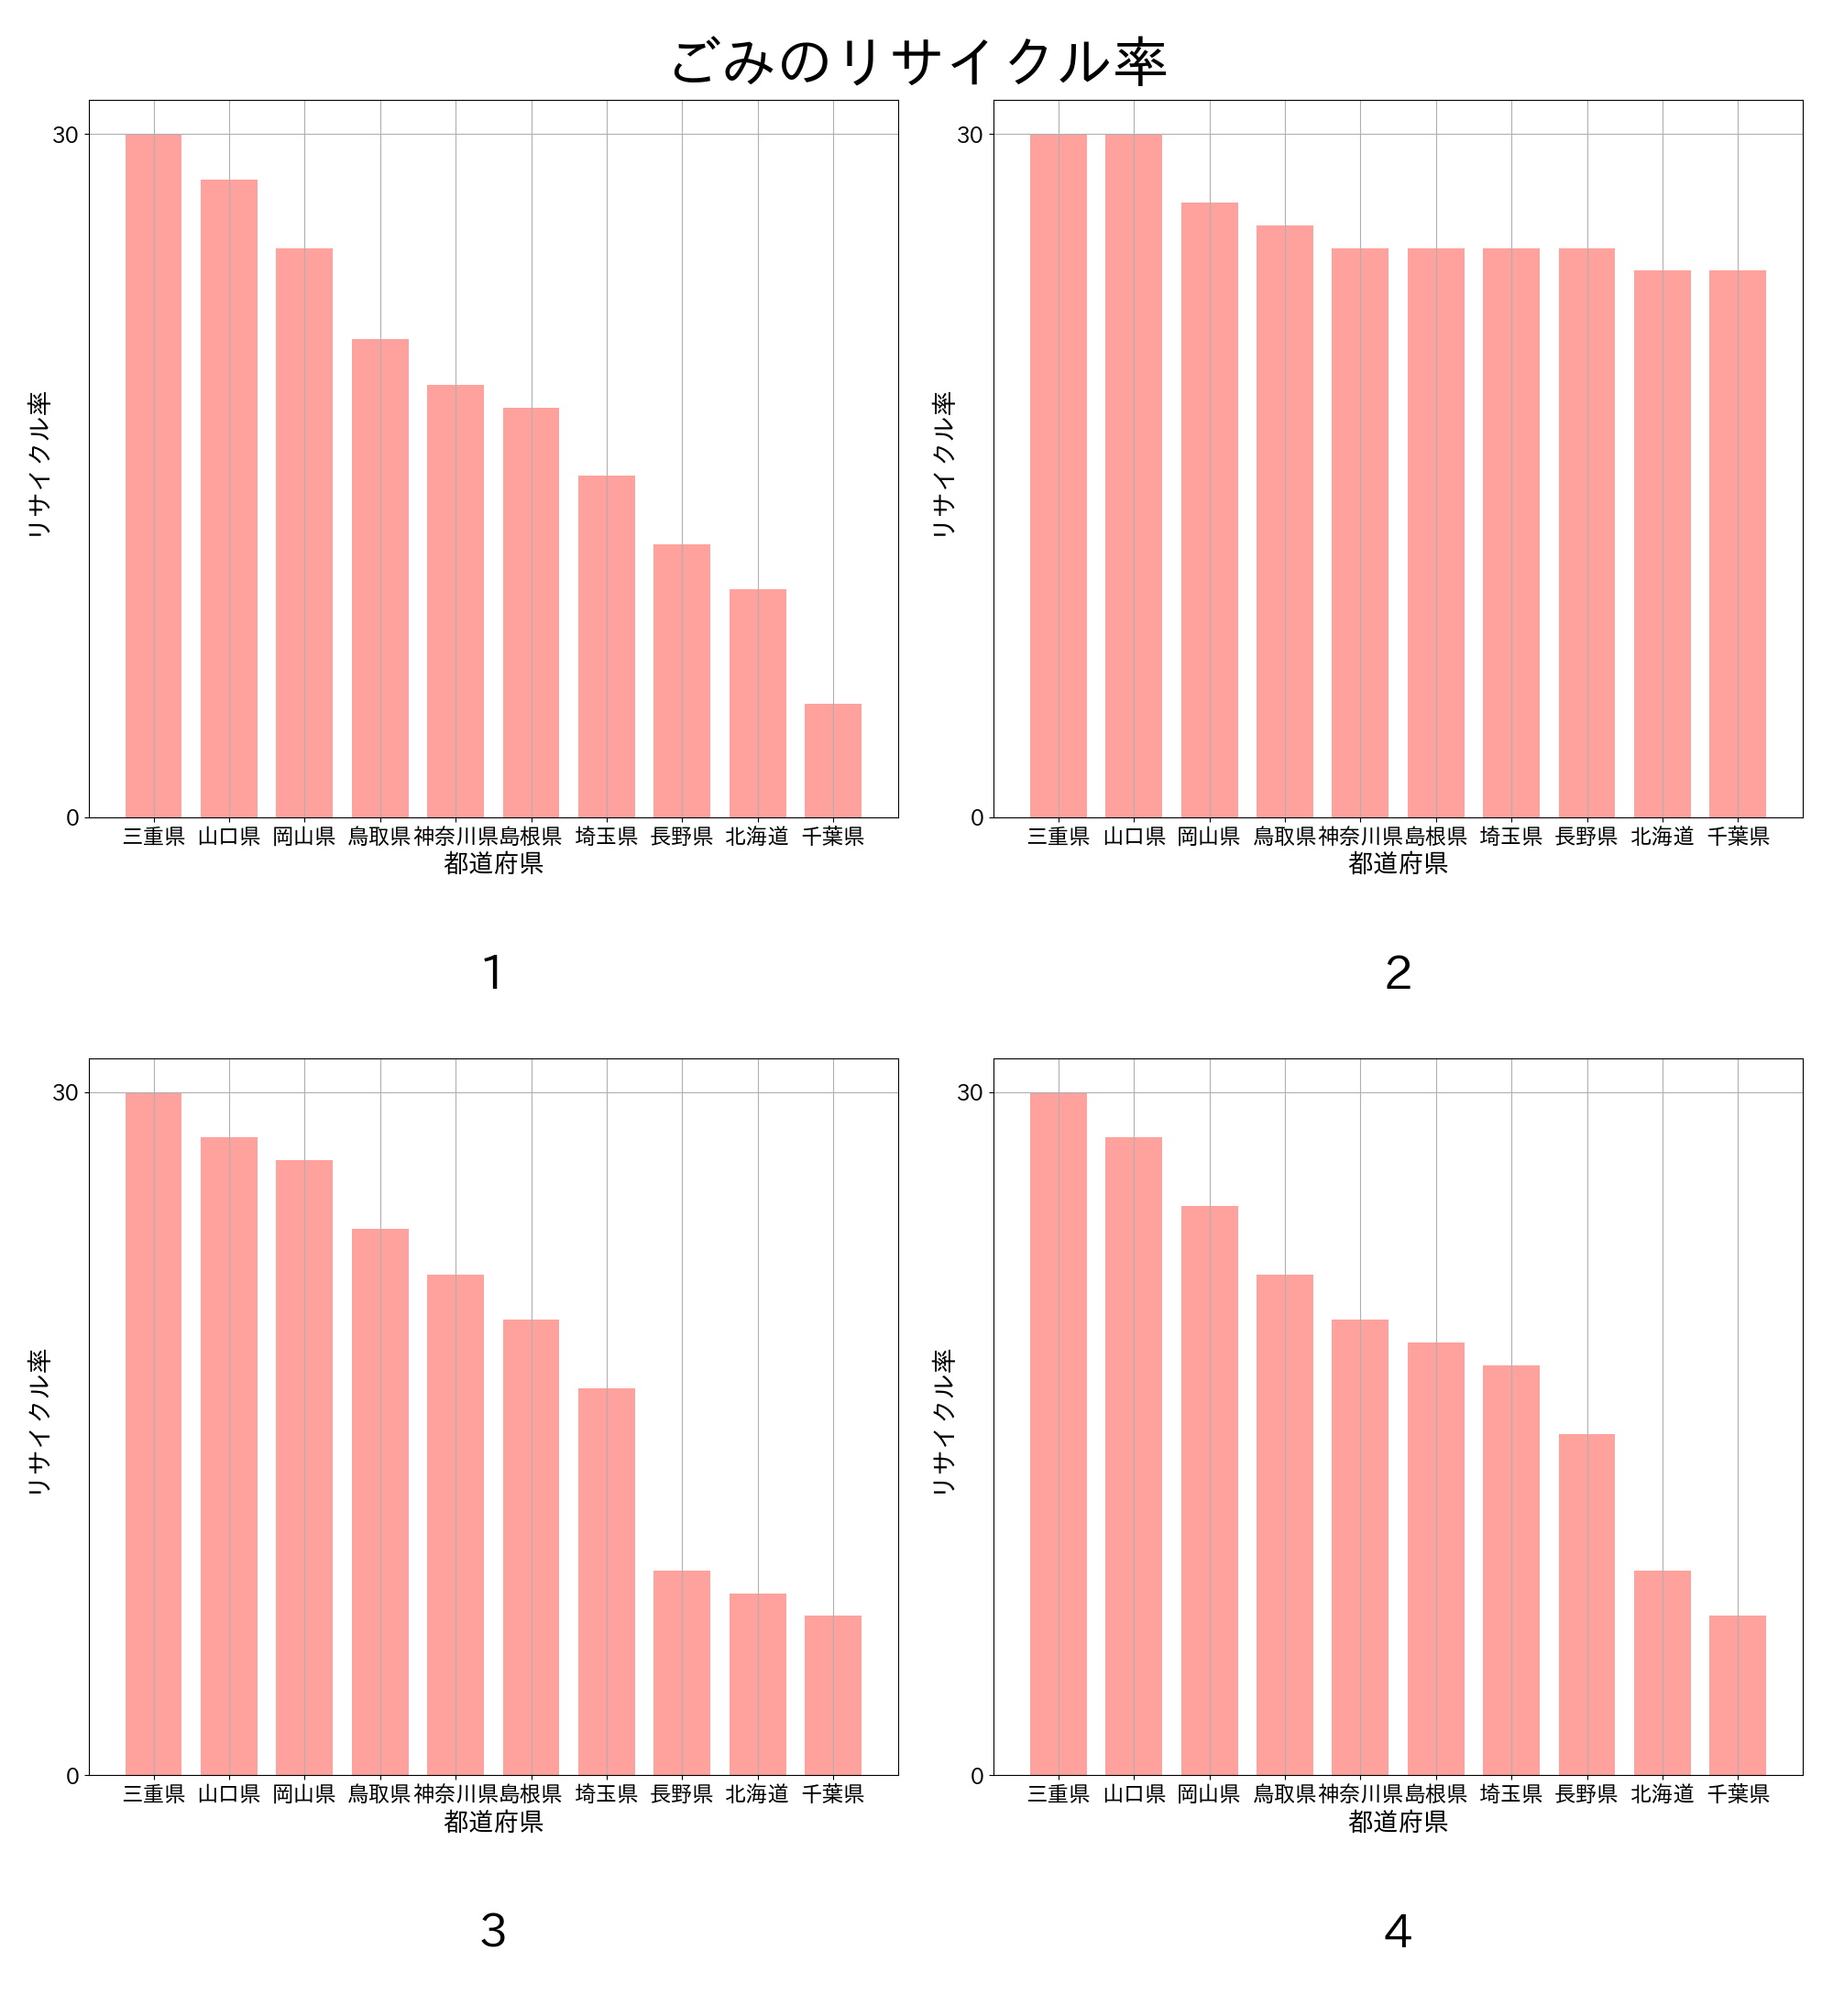 ごみのリサイクル率
30
0
リサイクル率
三重県 山口県 岡山県 鳥取県 神奈川県 島根県 埼玉県 長野県 北海道 千葉県
都道府県
1
30
0
リサイクル率
三重県 山口県 岡山県 鳥取県 神奈川県 島根県 埼玉県 長野県 北海道 千葉県
都道府県
2
30
0
リサイクル率
三重県 山口県 岡山県 鳥取県 神奈川県 島根県 埼玉県 長野県 北海道 千葉県
都道府県
3
30
0
リサイクル率
三重県 山口県 岡山県 鳥取県 神奈川県 島根県 埼玉県 長野県 北海道 千葉県
都道府県
4